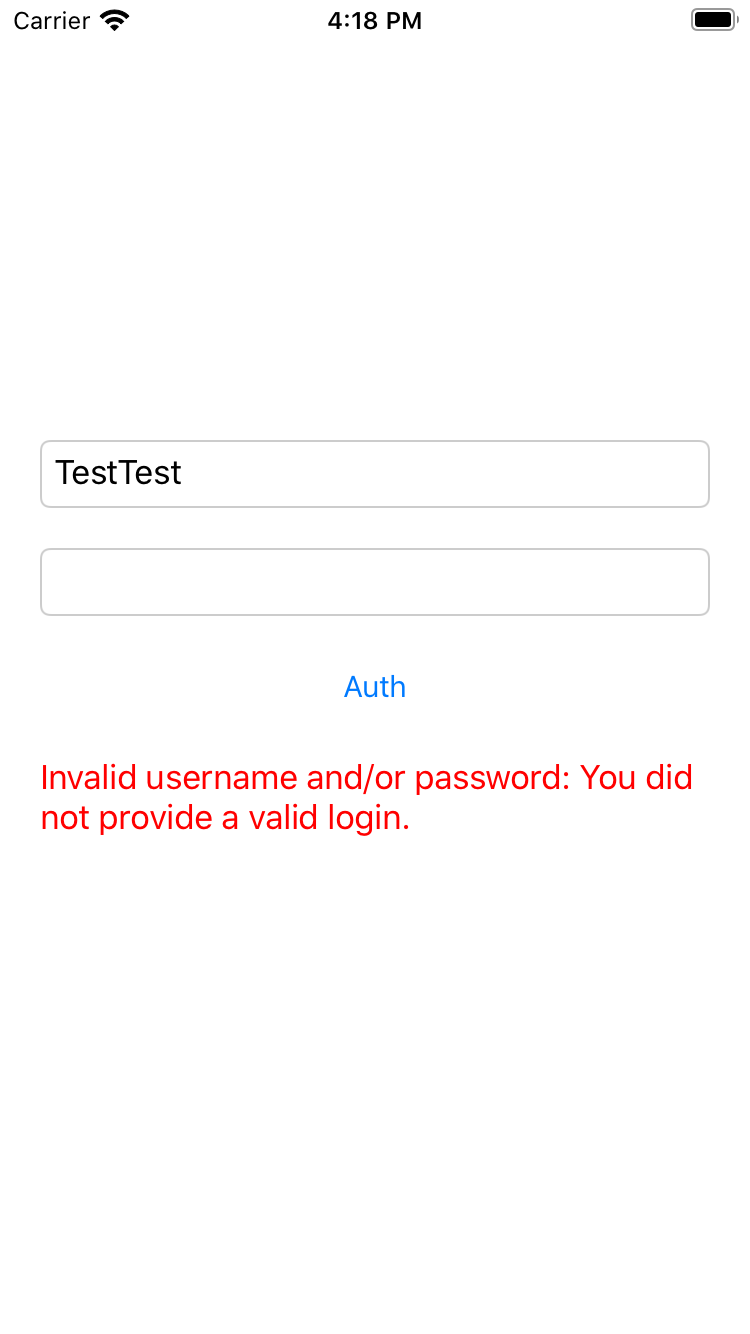 Carrier 4:18 PM
TestTest
Auth
Invalid username and/or password: You did
not provide a valid login.